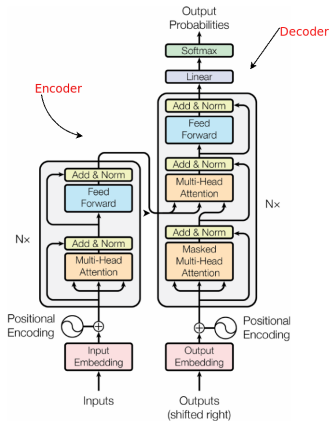 Output
Probabilities
Softmax
Linear
Decoder
Encoder
Add & Norm
Feed
Forward
Add & Norm
Multi-Head
Attention
Add & Norm
Masked
Multi-Head
Attention
Nx
Add & Norm
Feed
Forward
Add & Norm
Multi-Head
Attention
N×
Positional
Encoding
Positional
Encoding
Input
Embedding
Output
Embedding
Inputs
Outputs
(shifted right)